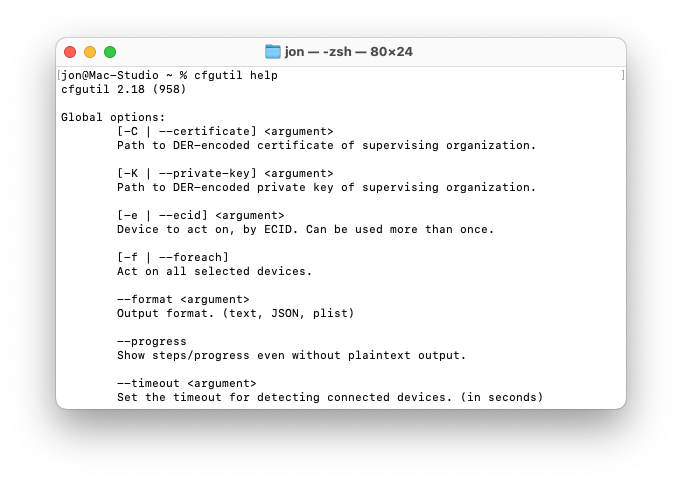 jon — -zsh — 80×24
[jon@Mac-Studio ~ % cfgutil help ]
cfgutil 2.18 (958)
Global options:
[-C | --certificate] <argument>
Path to DER-encoded certificate of supervising organization.
[-K | --private-key] <argument>
Path to DER-encoded private key of supervising organization.
[-e | --ecid] <argument>
Device to act on, by ECID. Can be used more than once.
[-f | --foreach]
Act on all selected devices.
--format <argument>
Output format. (text, JSON, plist)
--progress
Show steps/progress even without plaintext output.
--timeout <argument>
Set the timeout for detecting connected devices. (in seconds)